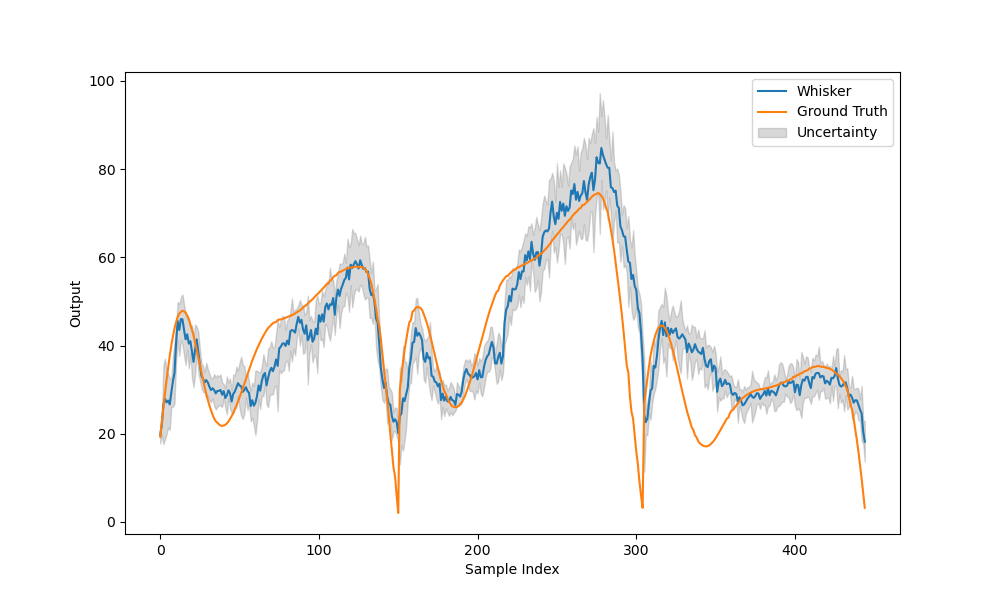 100
80
60
40
20
0
Output
0 100 200 300 400
Sample Index
Whisker
Ground Truth
Uncertainty